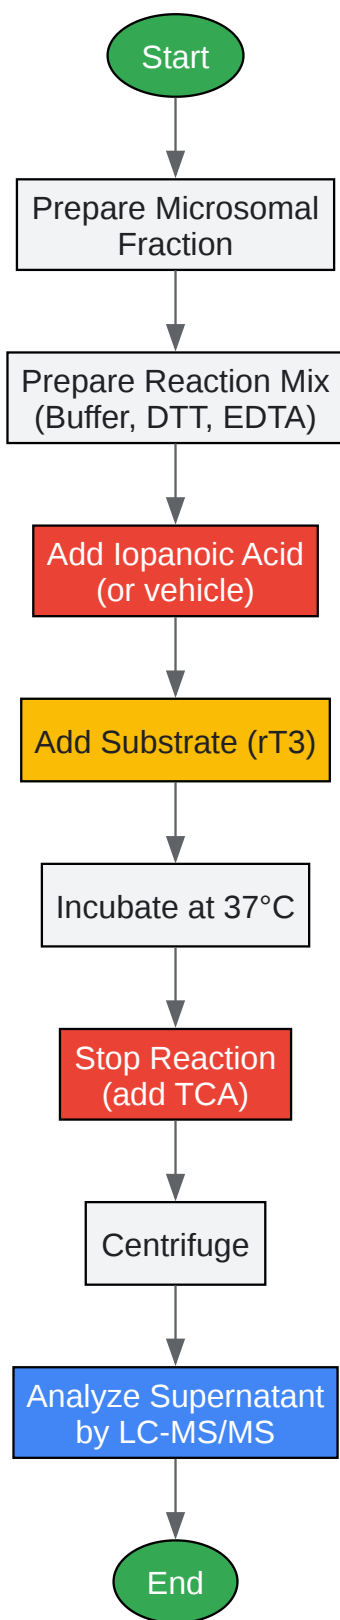 Start
Prepare Microsomal
Fraction
Prepare Reaction Mix
(Buffer, DTT, EDTA)
Add Iopanoic Acid
(or vehicle)
Add Substrate (rT3)
Incubate at 37°C
Stop Reaction
(add TCA)
Centrifuge
Analyze Supernatant
by LC-MS/MS
End